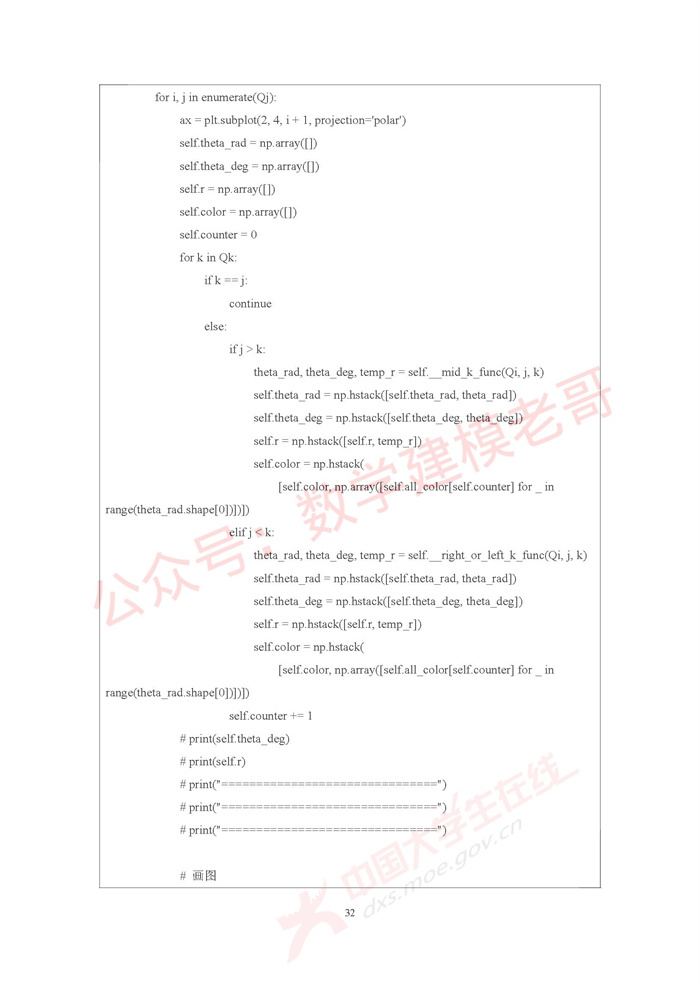 for i, j in enumerate(Qj):
ax = plt.subplot(2, 4, i + 1, projection='polar')
self.theta_rad = np.array([])
self.theta_deg = np.array([])
self.r = np.array([])
self.color = np.array([])
self.counter = 0
for k in Qk:
if k == j:
continue
else:
if j > k:
theta_rad, theta_deg, temp_r = self.__mid_k_func(Qi, j, k)
self.theta_rad = np.hstack([self.theta_rad, theta_rad])
self.theta_deg = np.hstack([self.theta_deg, theta_deg])
self.r = np.hstack([self.r, temp_r])
self.color = np.hstack(
[self.color, np.array([self.all_color[self.counter] for _ in
range(theta_rad.shape[0])])])
elif j < k:
theta_rad, theta_deg, temp_r = self.__right_or_left_k_func(Qi, j, k)
self.theta_rad = np.hstack([self.theta_rad, theta_rad])
self.theta_deg = np.hstack([self.theta_deg, theta_deg])
self.r = np.hstack([self.r, temp_r])
self.color = np.hstack(
[self.color, np.array([self.all_color[self.counter] for _ in
range(theta_rad.shape[0])])])
self.counter += 1
# print(self.theta_deg)
# print(self.r)
# print("===============================")
# print("===============================")
# print("===============================")
# 画图
32
公众号：数学建模老哥
中国大学生在线
dxs.moe.gov.cn